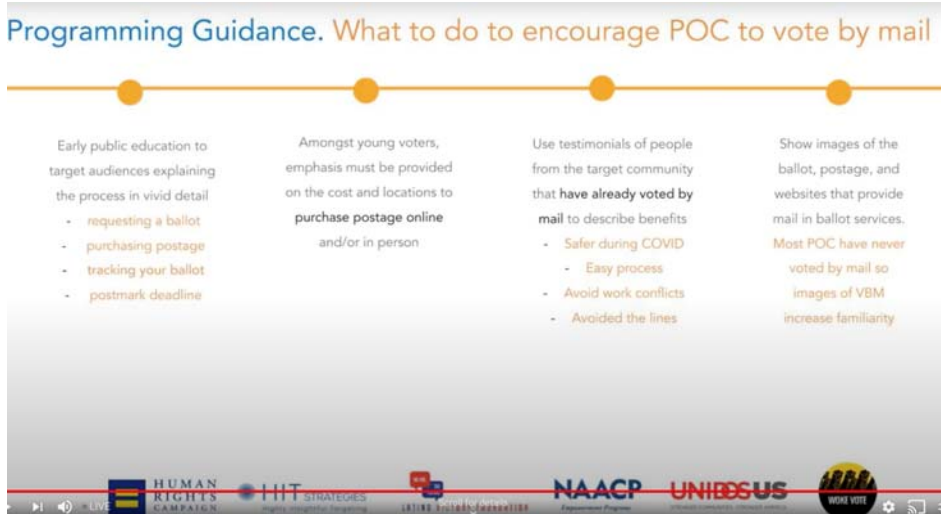 Programming Guidance. What to do to encourage POC to vote by mail
Early public education to
target audiences explaining
the process in vivid detail
- requesting a ballot
- purchasing postage
- tracking your ballot
- postmark deadline
Amongst young voters,
emphasis must be provided
on the cost and locations to
purchase postage online
and/or in person
Use testimonials of people
from the target community
that have already voted by
mail to describe benefits
- Safer during COVID
- Easy process
- Avoid work conflicts
- Avoided the lines
Show images of the
ballot, postage, and
websites that provide
mail in ballot services.
Most POC have never
voted by mail so
images of VBM
increase familiarity
HUMAN
RIGHTS
CAMPAIGN
HIT STRATEGIES
NAACP
UNIDOSUS
WOKE VOTE
LIVE
Scroll for details